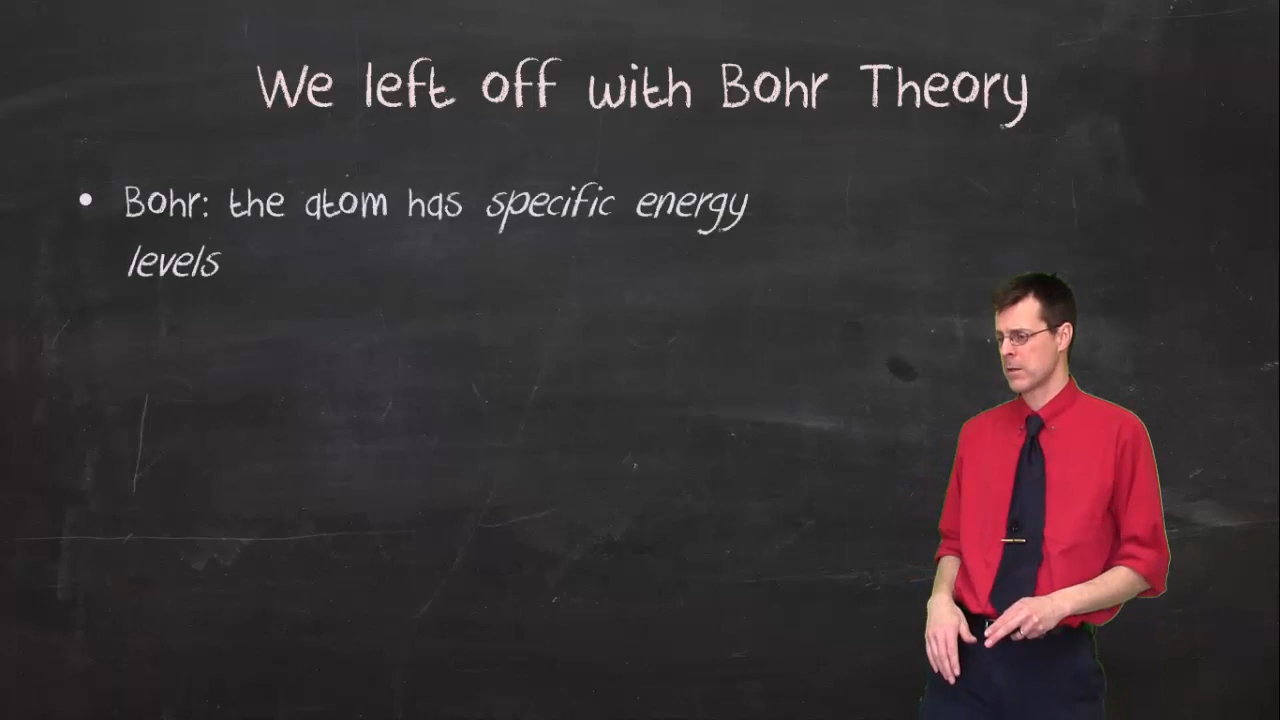 We left off with Bohr Theory
• Bohr: the atom has specific energy
levels